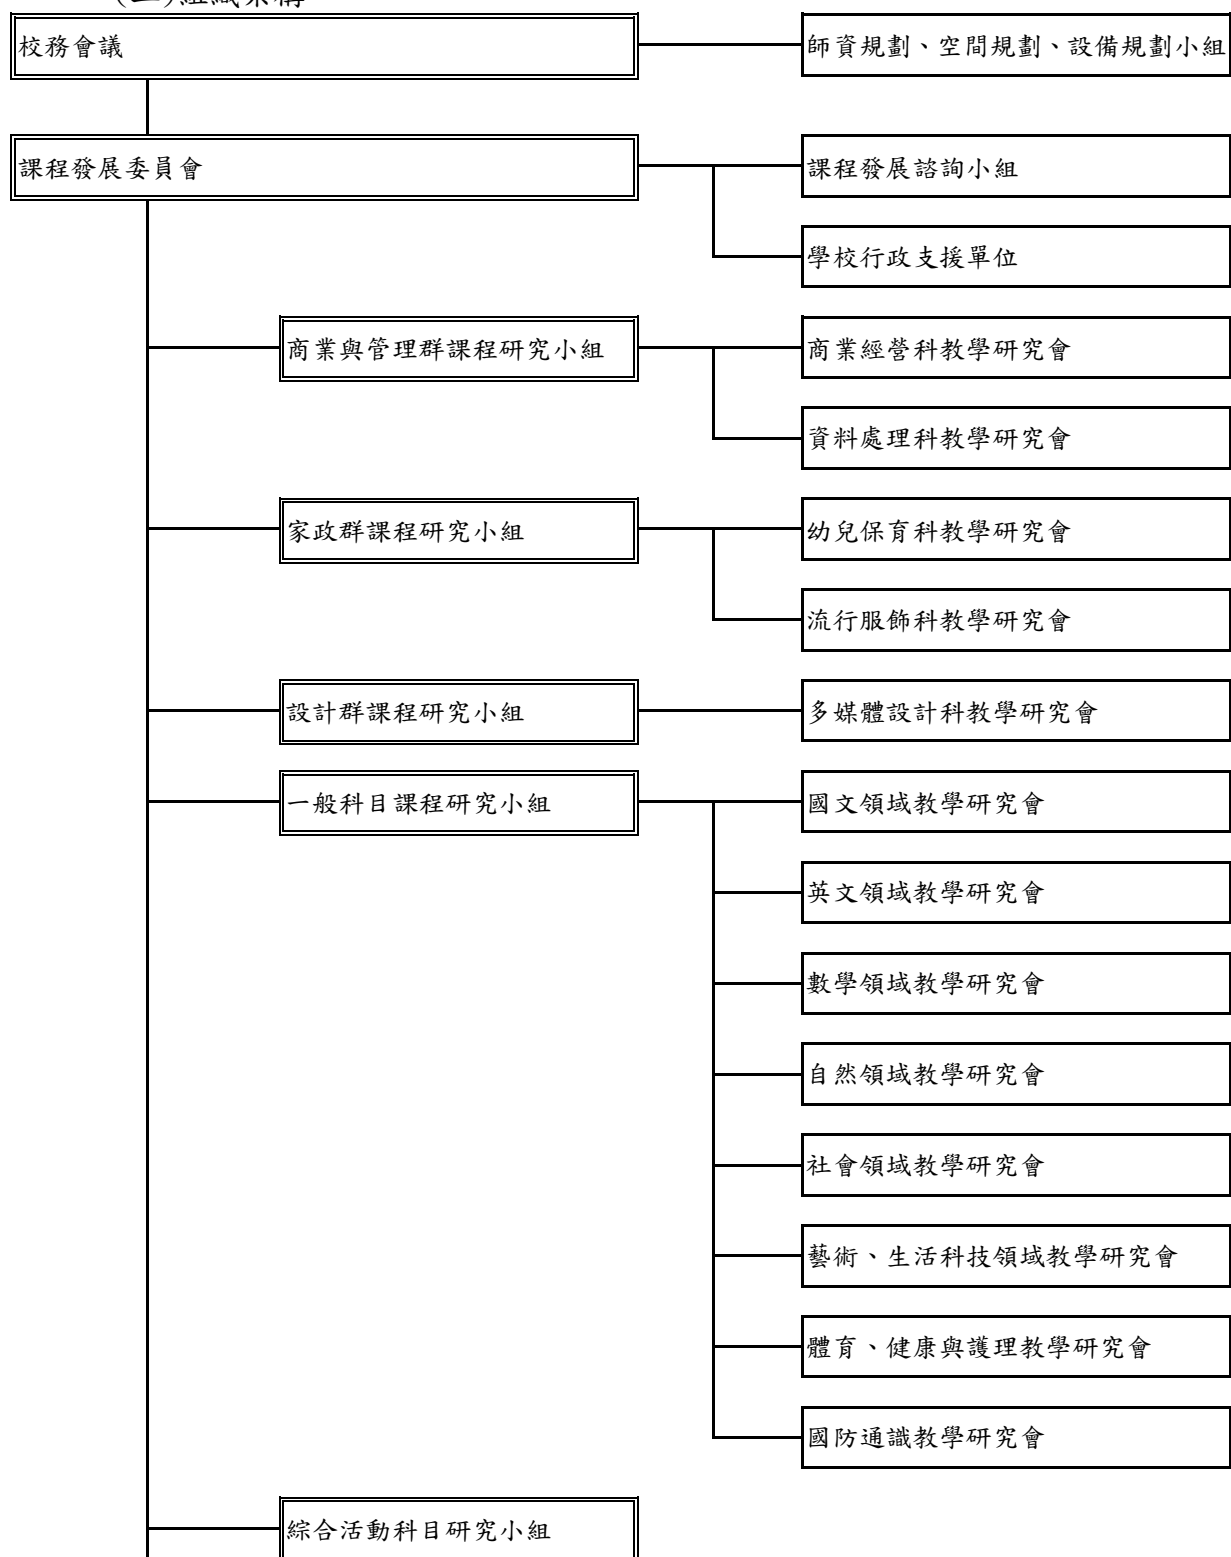 (二)組織架構
校務會議
師資規劃、空間規劃、設備規劃小組
課程發展委員會
課程發展諮詢小組
學校行政支援單位
商業與管理群課程研究小組
商業經營科教學研究會
資料處理科教學研究會
家政群課程研究小組
幼兒保育科教學研究會
流行服飾科教學研究會
設計群課程研究小組
多媒體設計科教學研究會
一般科目課程研究小組
國文領域教學研究會
英文領域教學研究會
數學領域教學研究會
自然領域教學研究會
社會領域教學研究會
藝術、生活科技領域教學研究會
體育、健康與護理教學研究會
國防通識教學研究會
綜合活動科目研究小組